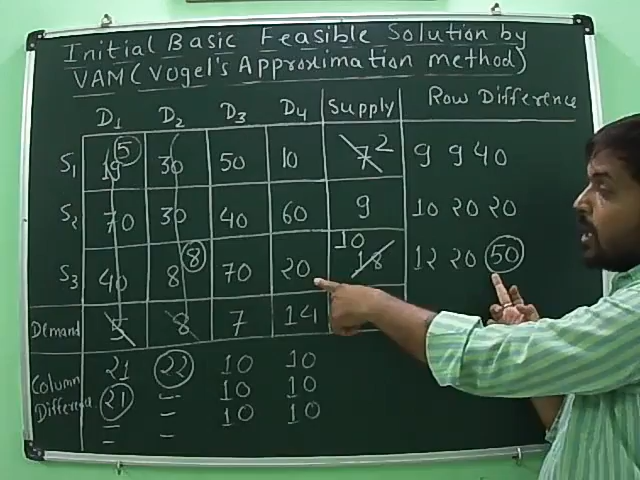 Initial Basic Feasible Solution by
VAM (Vogel's Approximation method)
D1 D2 D3 D4 Supply Row Difference
S1 19 5 30 50 10 7 2 9 9 40
S2 70 30 40 60 9 10 20 20
S3 40 8 8 70 20 10 18 12 20 50
Demand 5 8 7 14
Column 21 22 10 10
Difference 21 - 10 10
- - 10 10